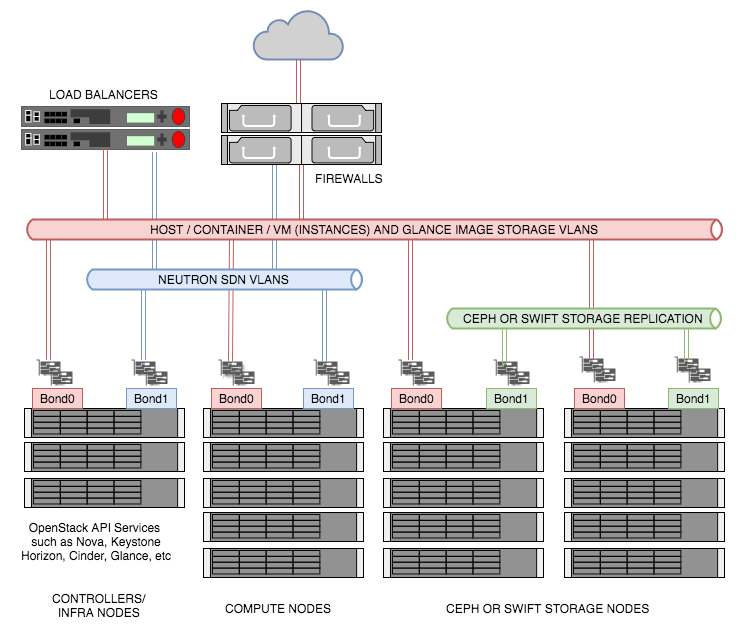 LOAD BALANCERS
FIREWALLS
HOST / CONTAINER / VM (INSTANCES) AND GLANCE IMAGE STORAGE VLANS
NEUTRON SDN VLANS
CEPH OR SWIFT STORAGE REPLICATION
Bond0
Bond1
Bond0
Bond1
Bond0
Bond1
Bond0
Bond1
OpenStack API Services
such as Nova, Keystone
Horizon, Cinder, Glance, etc
CONTROLLERS/
INFRA NODES
COMPUTE NODES
CEPH OR SWIFT STORAGE NODES